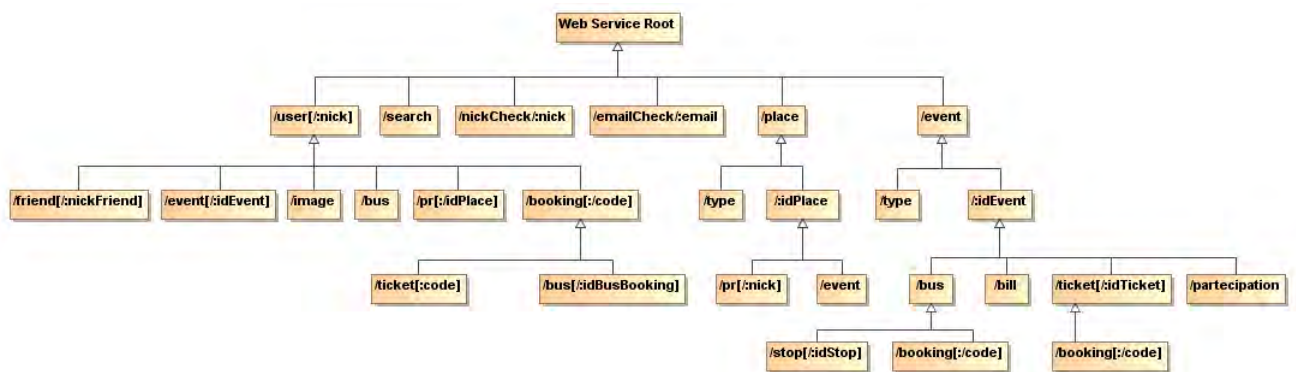 Web Service Root
/user[/:nick]
/search
/nickCheck/:nick
/emailCheck/:email
/place
/event
/friend[/:nickFriend]
/event[/:idEvent]
/image
/bus
/pr[:/idPlace]
/booking[:/code]
/type
/:idPlace
/type
/:idEvent
/ticket[:code]
/bus[/:idBusBooking]
/pr[/:nick]
/event
/bus
/bill
/ticket[/:idTicket]
/partecipation
/stop[/:idStop]
/booking[:/code]
/booking[:/code]